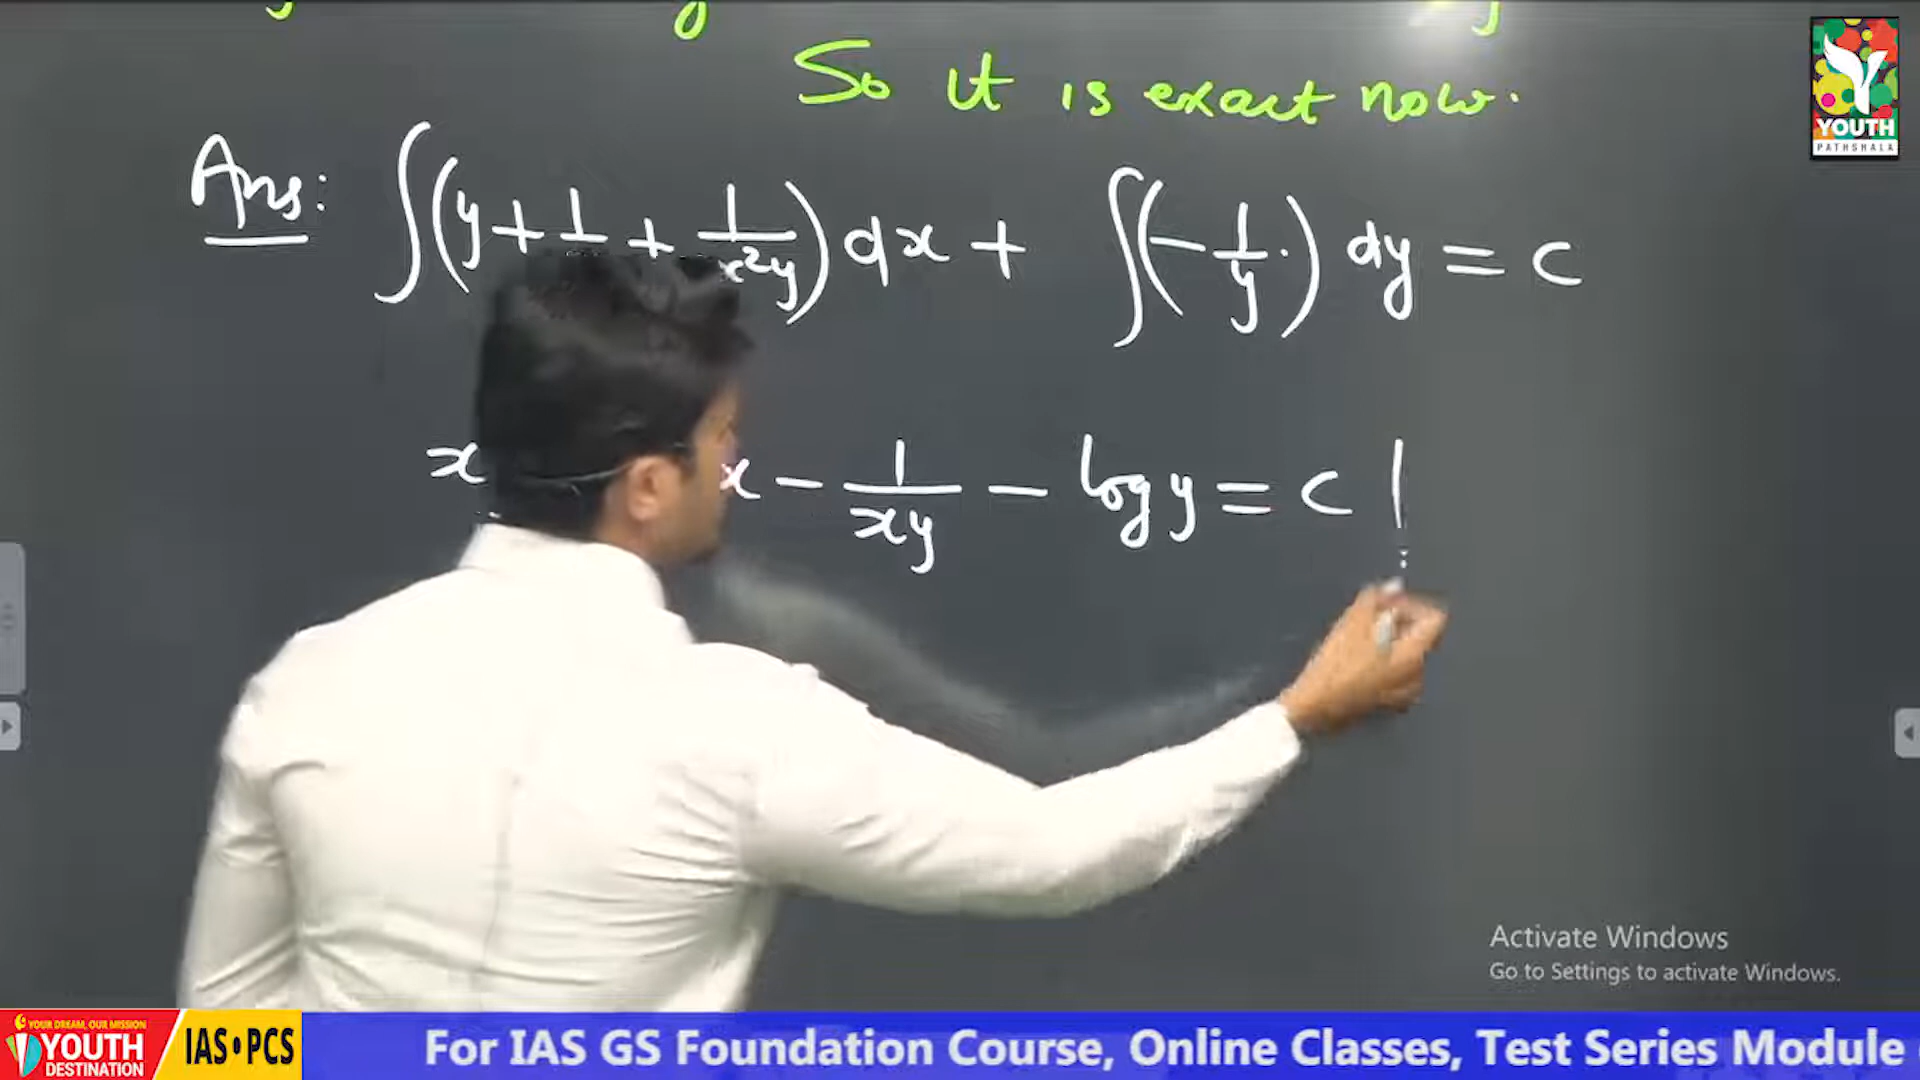 So it is exact now.
Ans: ∫(y + 1 + 1/x²y) dx + ∫(-1/y·) dy = c
x x - 1/xy - log y = c
YOUTH
PATHSHALA
Activate Windows
Go to Settings to activate Windows.
YOUR DREAM, OUR MISSION
YOUTH
DESTINATION
IAS•PCS
For IAS GS Foundation Course, Online Classes, Test Series Module